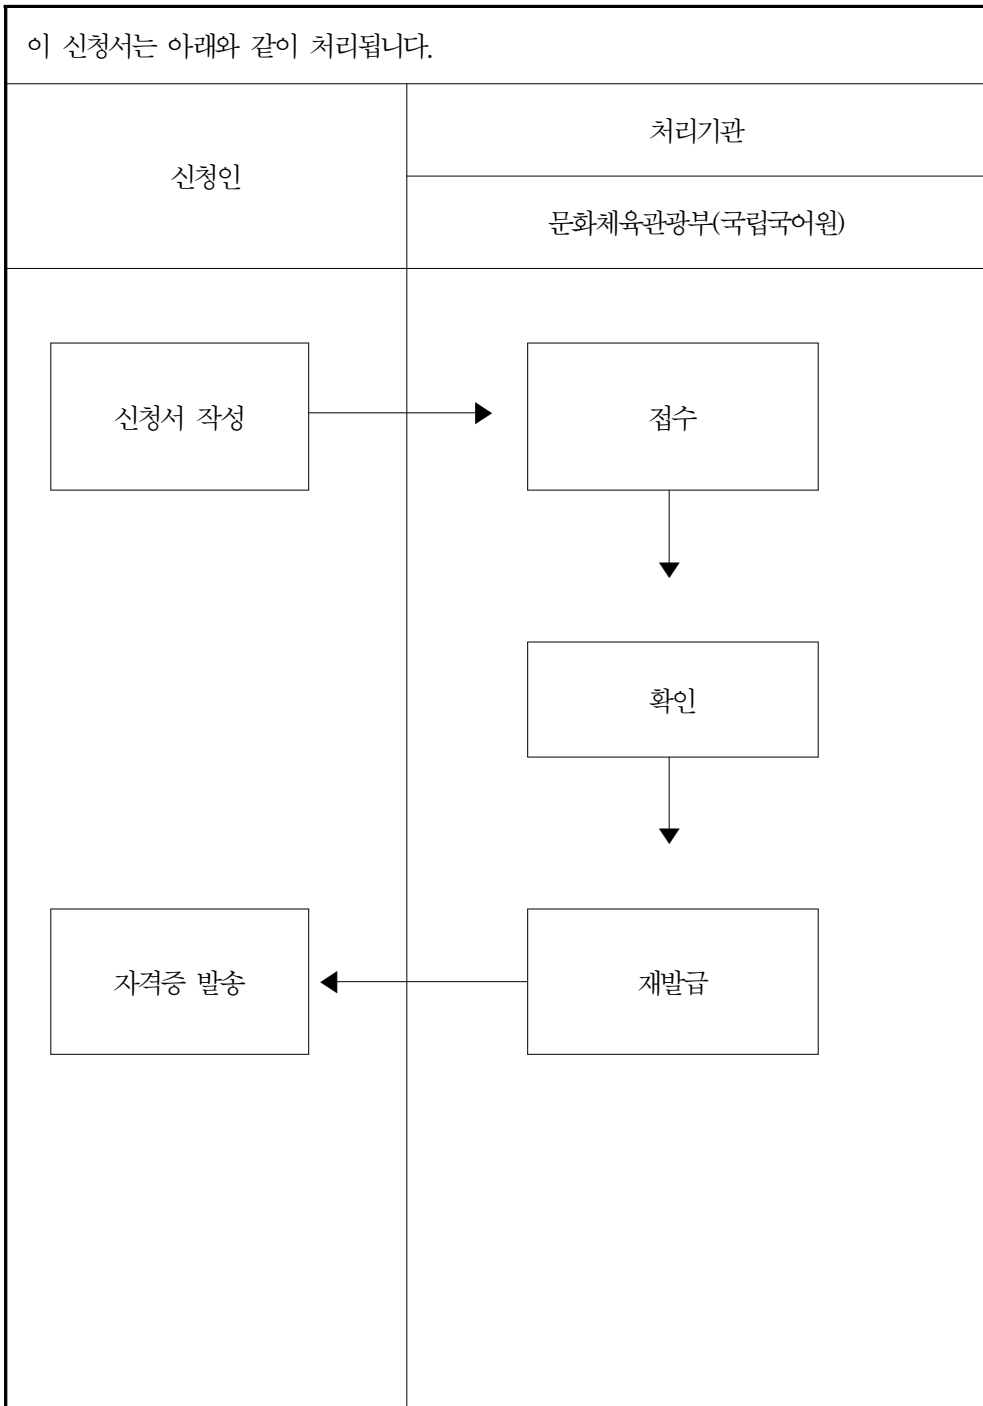 이 신청서는 아래와 같이 처리됩니다.
신청인
처리기관
문화체육관광부(국립국어원)
신청서 작성
접수
확인
자격증 발송
재발급